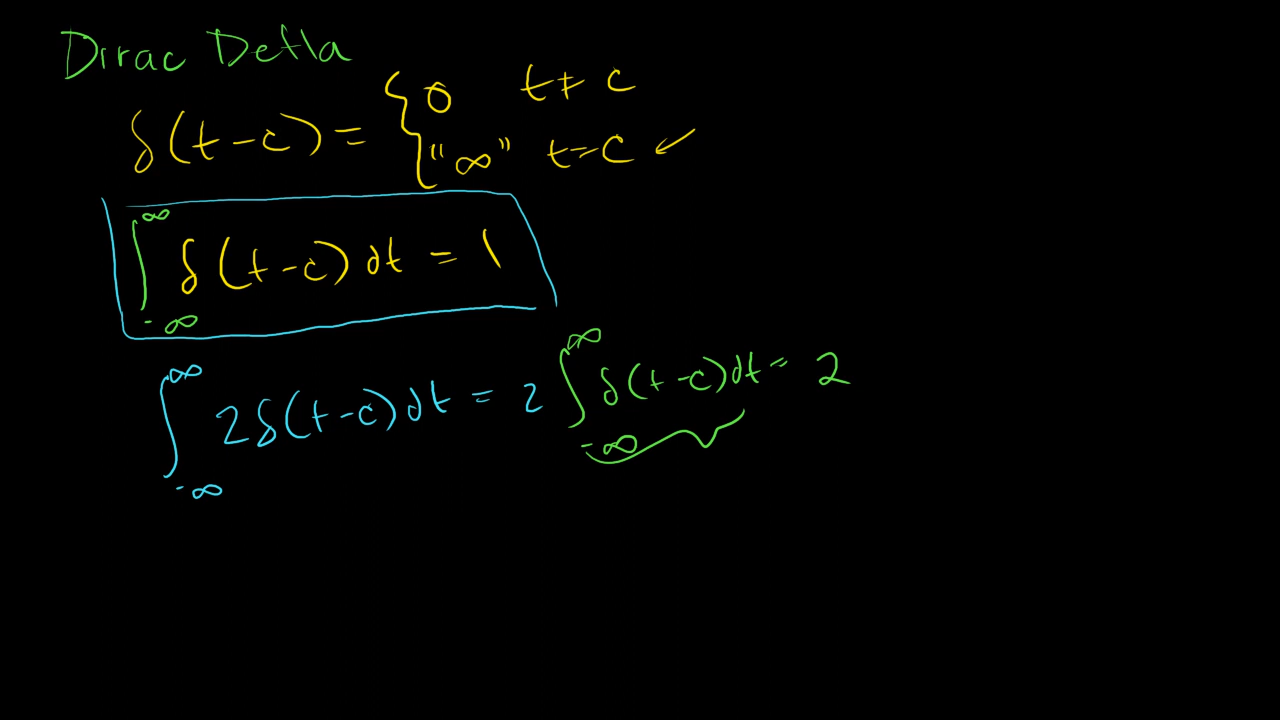 Dirac Delta
δ(t-c) = { 0 t≠c
"∞" t=c ✓
∫_{-∞}^{∞} δ(t-c) dt = 1
∫_{-∞}^{∞} 2δ(t-c)dt = 2 ∫_{-∞}^{∞} δ(t-c)dt = 2